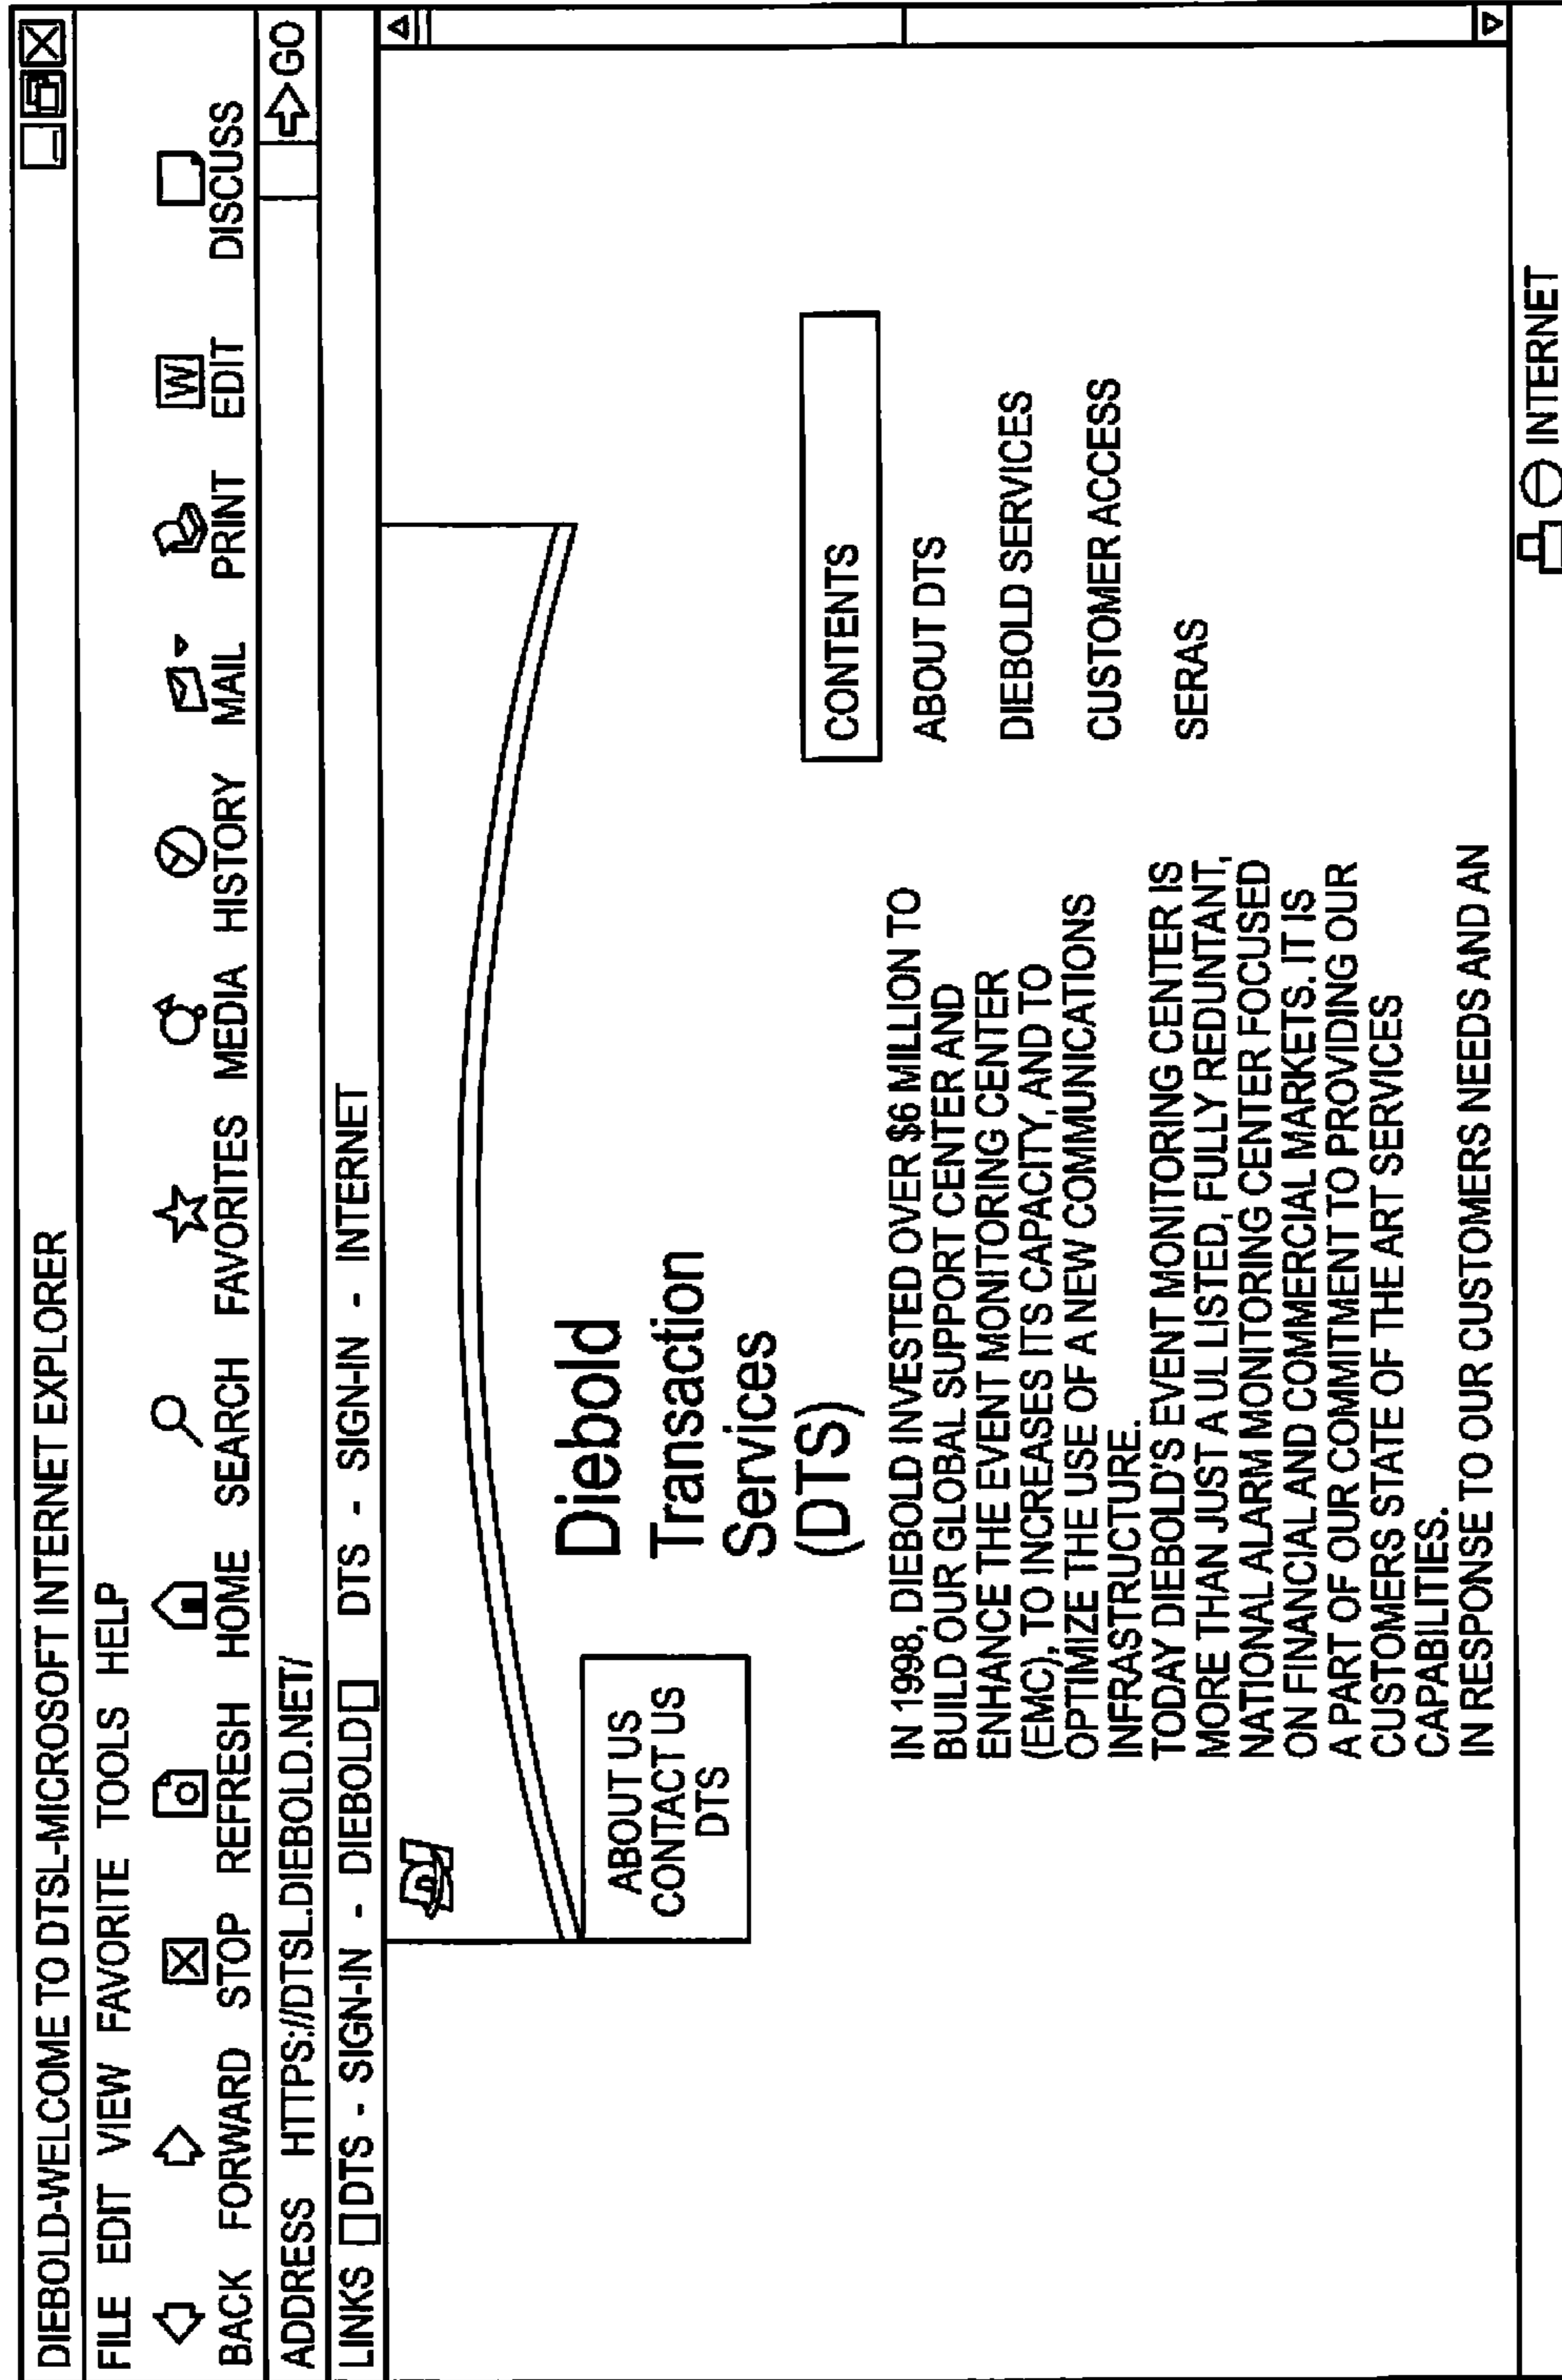 DIEBOLD-WELCOME TO DTSL-MICROSOFT INTERNET EXPLORER
FILE EDIT VIEW FAVORITE TOOLS HELP
W
BACK FORWARD STOP REFRESH HOME SEARCH FAVORITES MEDIA HISTORY MAIL PRINT EDIT DISCUSS
ADDRESS HTTPS://DTSL.DIEBOLD.NET/ GO
LINKS DTS - SIGN-IN - DIEBOLD DTS - SIGN-IN - INTERNET
ABOUT US
CONTACT US
DTS
Diebold
Transaction
Services
(DTS)
IN 1998, DIEBOLD INVESTED OVER $6 MILLION TO
BUILD OUR GLOBAL SUPPORT CENTER AND
ENHANCE THE EVENT MONITORING CENTER
(EMC), TO INCREASES ITS CAPACITY, AND TO
OPTIMIZE THE USE OF A NEW COMMUNICATIONS
INFRASTRUCTURE.
TODAY DIEBOLD'S EVENT MONITORING CENTER IS
MORE THAN JUST A UL LISTED, FULLY REDUNTANT,
NATIONAL ALARM MONITORING CENTER FOCUSED
ON FINANCIAL AND COMMERCIAL MARKETS. IT IS
A PART OF OUR COMMITMENT TO PROVIDING OUR
CUSTOMERS STATE OF THE ART SERVICES
CAPABILITIES.
IN RESPONSE TO OUR CUSTOMERS NEEDS AND AN
CONTENTS
ABOUT DTS
DIEBOLD SERVICES
CUSTOMER ACCESS
SERAS
INTERNET